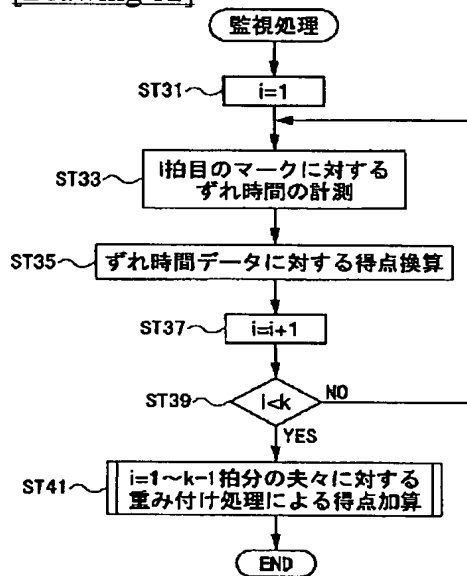 監視処理
ST31
i=1
ST33
i拍目のマークに対する
ずれ時間の計測
ST35
ずれ時間データに対する得点換算
ST37
i=i+1
ST39
i<k
NO
YES
ST41
i=1～k-1拍分の夫々に対する
重み付け処理による得点加算
END